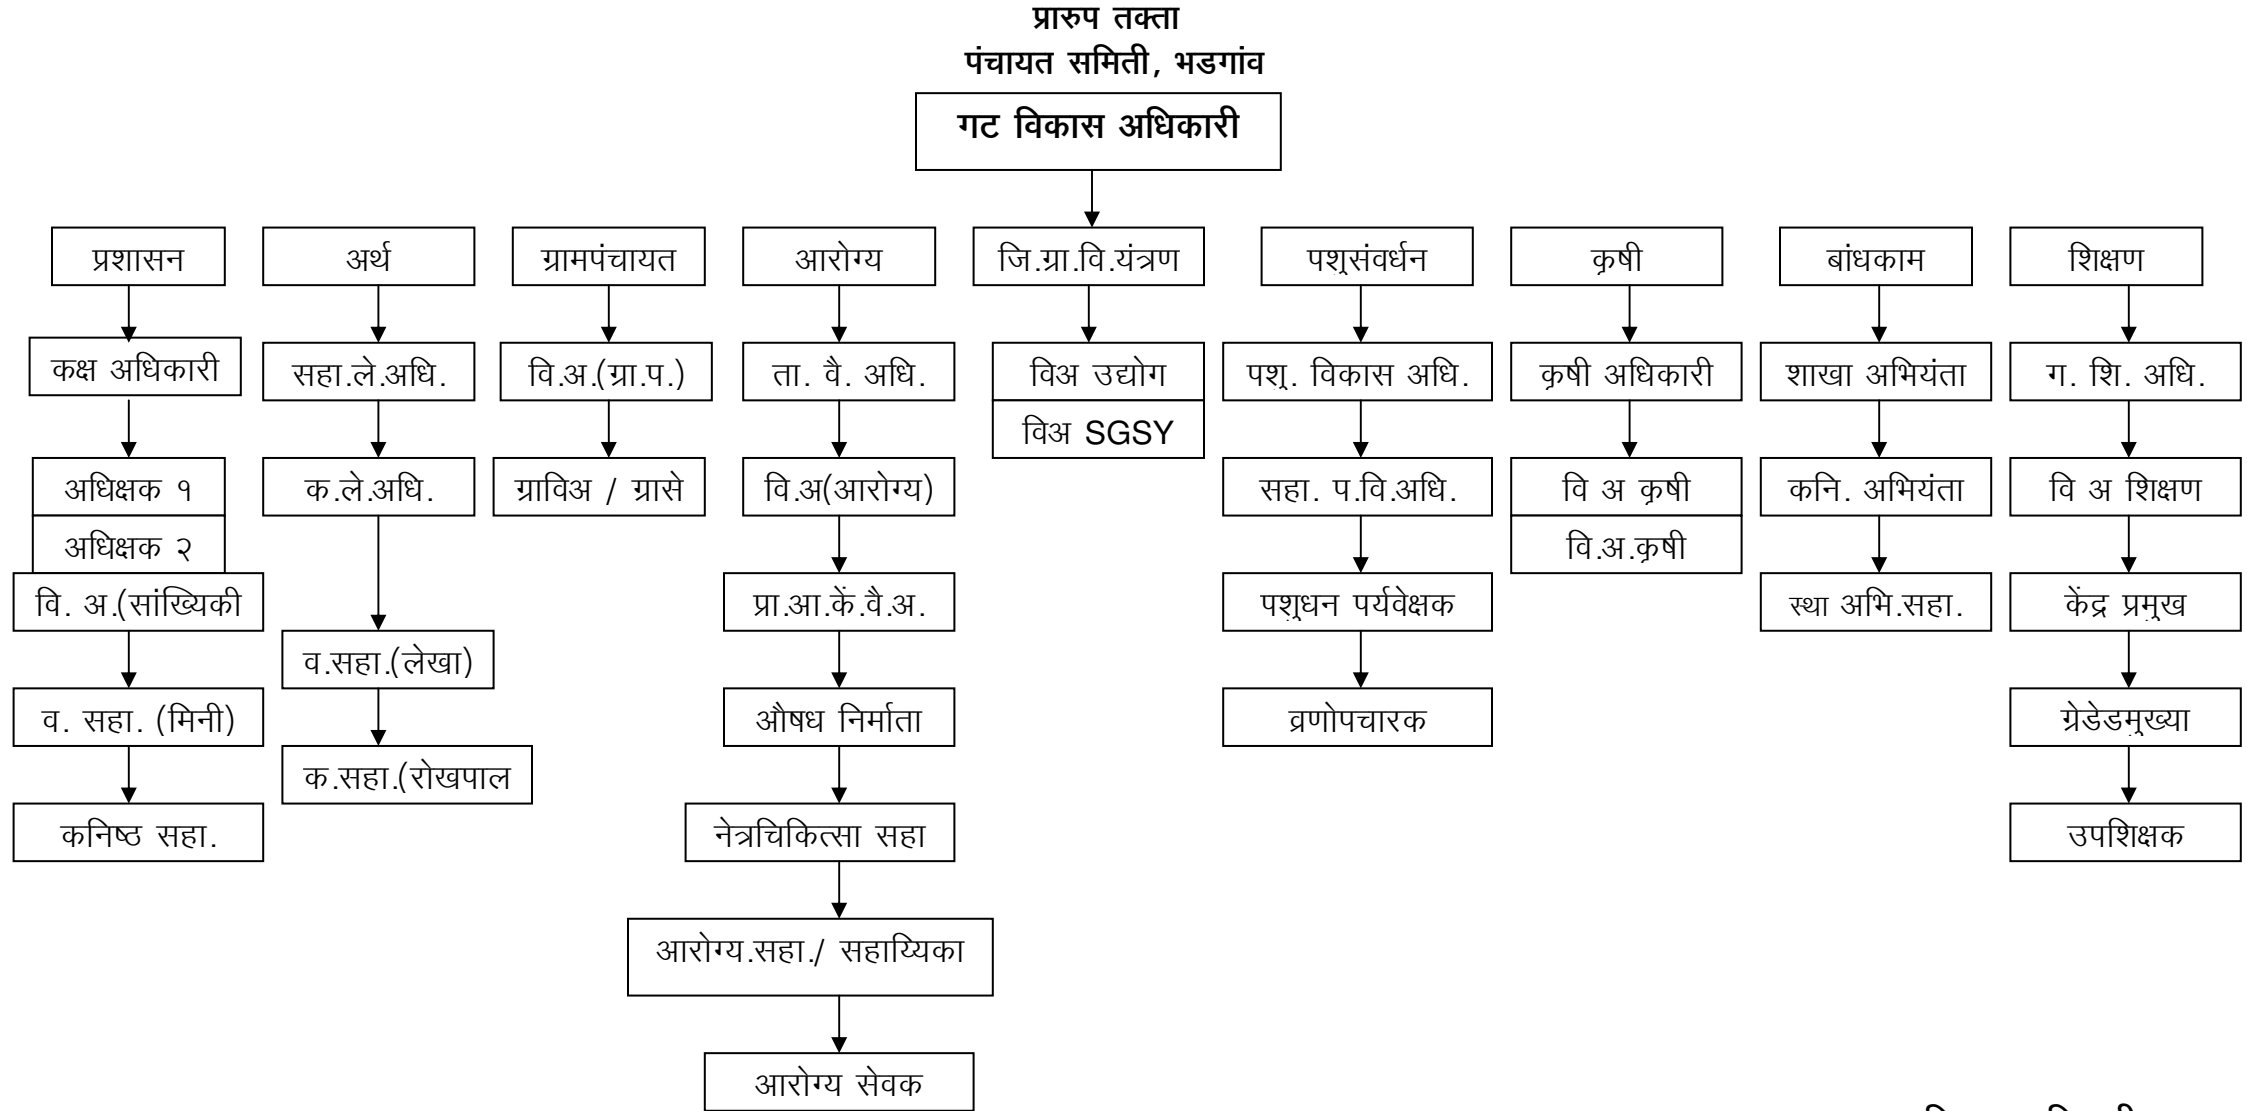 प्रारुप तक्ता
पंचायत समिती, भडगांव
गट विकास अधिकारी
प्रशासन
अर्थ
ग्रामपंचायत
आरोग्य
जि.ग्रा.वि.यंत्रण
पशुसंवर्धन
कृषी
बांधकाम
शिक्षण
कक्ष अधिकारी
सहा.ले.अधि.
वि.अ.(ग्रा.प.)
ता. वै. अधि.
विअ उद्योग
पशु. विकास अधि.
कृषी अधिकारी
शाखा अभियंता
ग. शि. अधि.
विअ SGSY
अधिक्षक १
क.ले.अधि.
ग्राविअ / ग्रासे
वि.अ(आरोग्य)
सहा. प.वि.अधि.
वि अ कृषी
कनि. अभियंता
वि अ शिक्षण
अधिक्षक २
वि.अ.कृषी
वि. अ.(सांख्यिकी
प्रा.आ.कें.वै.अ.
पशुधन पर्यवेक्षक
स्था अभि.सहा.
केंद्र प्रमुख
व.सहा.(लेखा)
व. सहा. (मिनी)
औषध निर्माता
व्रणोपचारक
ग्रेडेडमुख्या
क.सहा.(रोखपाल
कनिष्ठ सहा.
नेत्रचिकित्सा सहा
उपशिक्षक
आरोग्य.सहा./ सहाय्यिका
आरोग्य सेवक